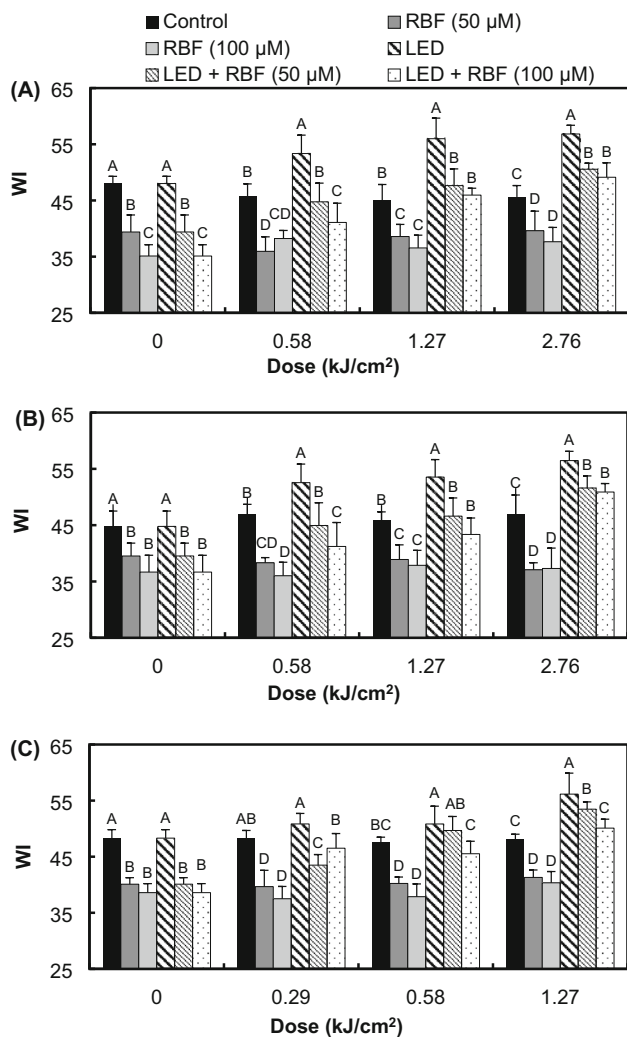 Control RBF (50 µM)
RBF (100 µM) LED
LED + RBF (50 µM) LED + RBF (100 µM)
(A)
65
55
45
35
25
WI
A B C A B C
B D CD A B C
B C C A B B
C D D A B B
0 0.58 1.27 2.76
Dose (kJ/cm²)
(B)
65
55
45
35
25
WI
A B B A B B
B CD D A B C
B C C A B B
C D D A B B
0 0.58 1.27 2.76
Dose (kJ/cm²)
(C)
65
55
45
35
25
WI
A B B A B B
AB D D A C B
BC D D A AB C
C D D A B C
0 0.29 0.58 1.27
Dose (kJ/cm²)